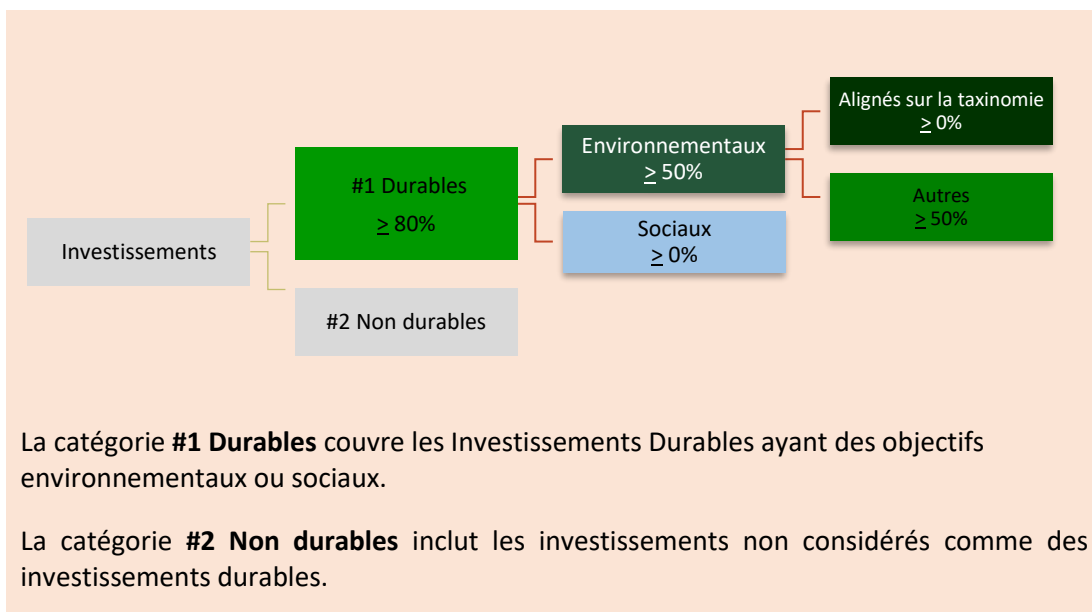 Alignés sur la taxinomie
≥ 0%
Environnementaux
≥ 50%
#1 Durables
≥ 80%
Autres
≥ 50%
Sociaux
≥ 0%
Investissements
#2 Non durables
La catégorie #1 Durables couvre les Investissements Durables ayant des objectifs
environnementaux ou sociaux.
La catégorie #2 Non durables inclut les investissements non considérés comme des
investissements durables.